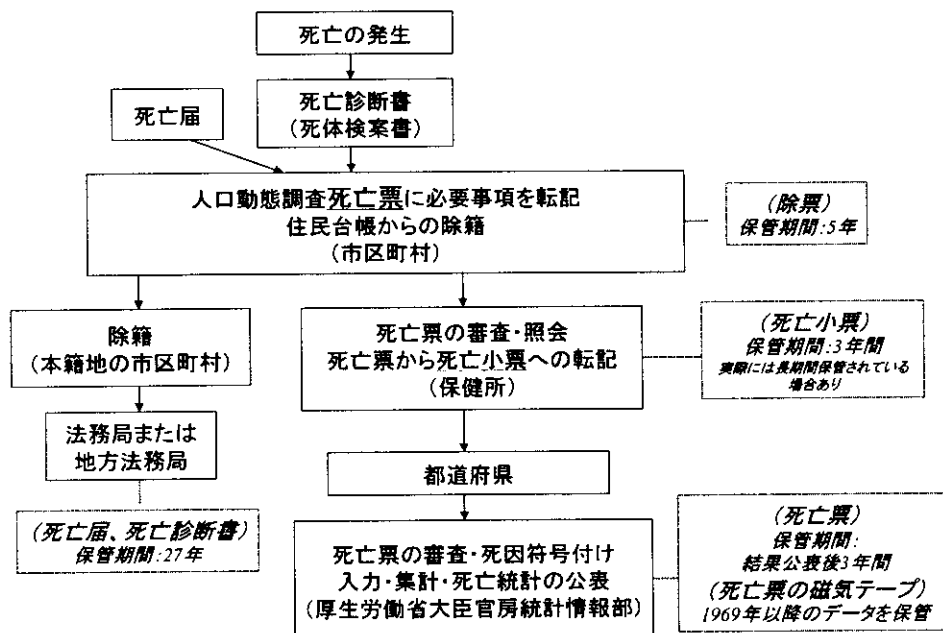 死亡の発生
死亡届
死亡診断書
(死体検案書)
人口動態調査死亡票に必要事項を転記
住民台帳からの除籍
(市区町村)
(除票)
保管期間:5年
除籍
(本籍地の市区町村)
死亡票の審査・照会
死亡票から死亡小票への転記
(保健所)
(死亡小票)
保管期間:3年間
実際には長期間保管されている
場合あり
法務局または
地方法務局
都道府県
(死亡届、死亡診断書)
保管期間:27年
死亡票の審査・死因符号付け
入力・集計・死亡統計の公表
(厚生労働省大臣官房統計情報部)
(死亡票)
保管期間:
結果公表後3年間
(死亡票の磁気テープ)
1969年以降のデータを保管